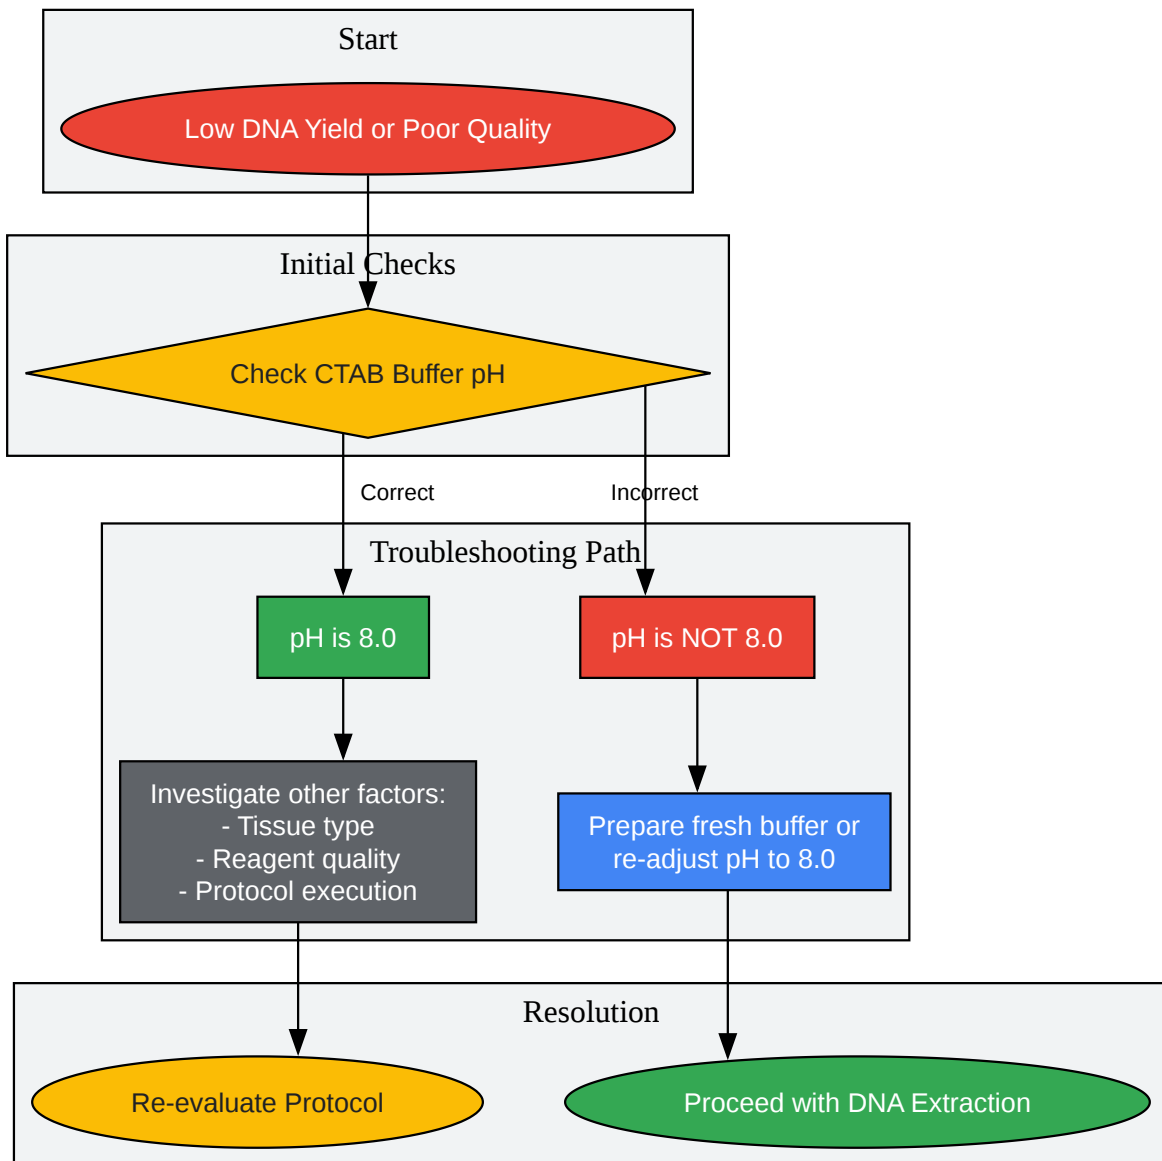 Start
Low DNA Yield or Poor Quality
Initial Checks
Check CTAB Buffer pH
Correct
Incorrect
Troubleshooting Path
pH is 8.0
pH is NOT 8.0
Investigate other factors:
- Tissue type
- Reagent quality
- Protocol execution
Prepare fresh buffer or
re-adjust pH to 8.0
Resolution
Re-evaluate Protocol
Proceed with DNA Extraction